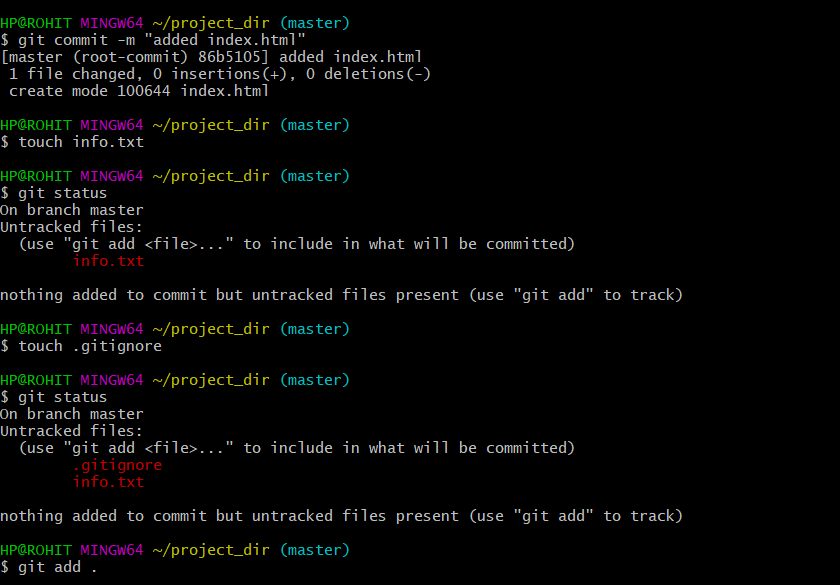 HP@ROHIT MINGW64 ~/project_dir (master)
$ git commit -m "added index.html"
[master (root-commit) 86b5105] added index.html
 1 file changed, 0 insertions(+), 0 deletions(-)
 create mode 100644 index.html

HP@ROHIT MINGW64 ~/project_dir (master)
$ touch info.txt

HP@ROHIT MINGW64 ~/project_dir (master)
$ git status
On branch master
Untracked files:
  (use "git add <file>..." to include in what will be committed)
        info.txt

nothing added to commit but untracked files present (use "git add" to track)

HP@ROHIT MINGW64 ~/project_dir (master)
$ touch .gitignore

HP@ROHIT MINGW64 ~/project_dir (master)
$ git status
On branch master
Untracked files:
  (use "git add <file>..." to include in what will be committed)
        .gitignore
        info.txt

nothing added to commit but untracked files present (use "git add" to track)

HP@ROHIT MINGW64 ~/project_dir (master)
$ git add .